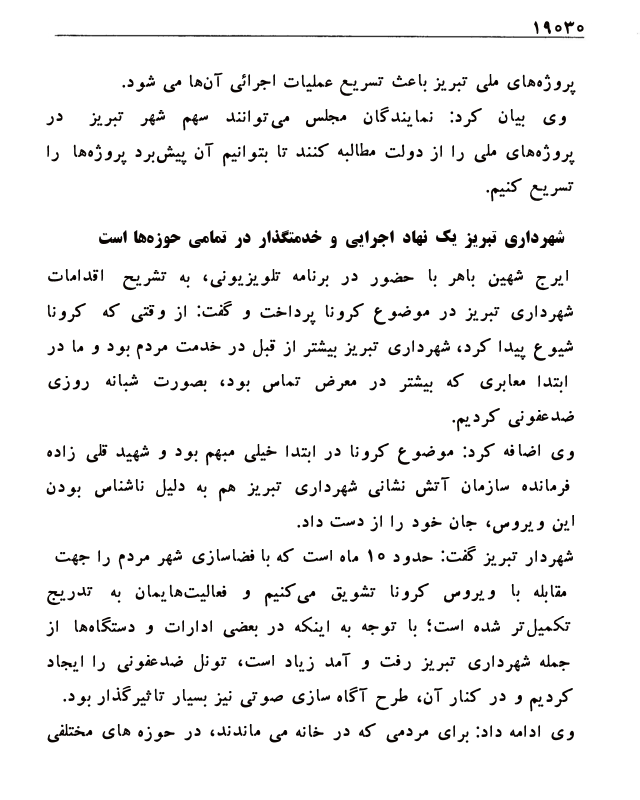 ۱۹۰۳۰
پروژه‌های ملی تبریز باعث تسریع عملیات اجرائی آن‌ها می شود.
وی بیان کرد: نمایندگان مجلس می‌توانند سهم شهر تبریز در
پروژه‌های ملی را از دولت مطالبه کنند تا بتوانیم آن پیش‌برد پروژه‌ها را
تسریع کنیم.
شهرداری تبریز یک نهاد اجرایی و خدمتگذار در تمامی حوزه‌ها است
ایرج شهین باهر با حضور در برنامه تلویزیونی، به تشریح اقدامات
شهرداری تبریز در موضوع کرونا پرداخت و گفت: از وقتی که کرونا
شیوع پیدا کرد، شهرداری تبریز بیشتر از قبل در خدمت مردم بود و ما در
ابتدا معابری که بیشتر در معرض تماس بود، بصورت شبانه روزی
ضدعفونی کردیم.
وی اضافه کرد: موضوع کرونا در ابتدا خیلی مبهم بود و شهید قلی زاده
فرمانده سازمان آتش نشانی شهرداری تبریز هم به دلیل ناشناس بودن
این ویروس، جان خود را از دست داد.
شهردار تبریز گفت: حدود ۱۰ ماه است که با فضاسازی شهر مردم را جهت
مقابله با ویروس کرونا تشویق می‌کنیم و فعالیت‌هایمان به تدریج
تکمیل‌تر شده است؛ با توجه به اینکه در بعضی ادارات و دستگاه‌ها از
جمله شهرداری تبریز رفت و آمد زیاد است، تونل ضدعفونی را ایجاد
کردیم و در کنار آن، طرح آگاه سازی صوتی نیز بسیار تاثیرگذار بود.
وی ادامه داد: برای مردمی که در خانه می ماندند، در حوزه های مختلفی